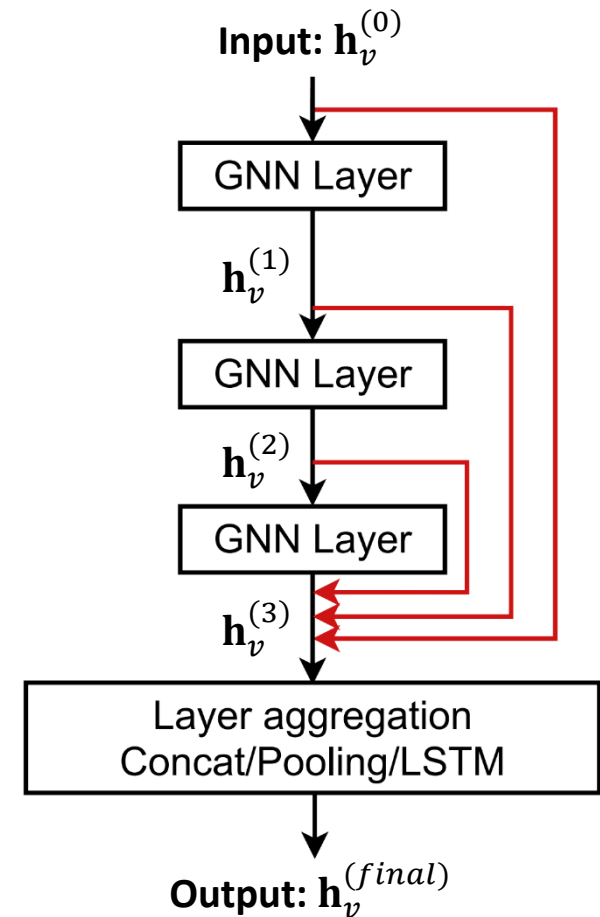 Input: 𝐡_v^(0)
GNN Layer
𝐡_v^(1)
GNN Layer
𝐡_v^(2)
GNN Layer
𝐡_v^(3)
Layer aggregation
Concat/Pooling/LSTM
Output: 𝐡_v^(final)